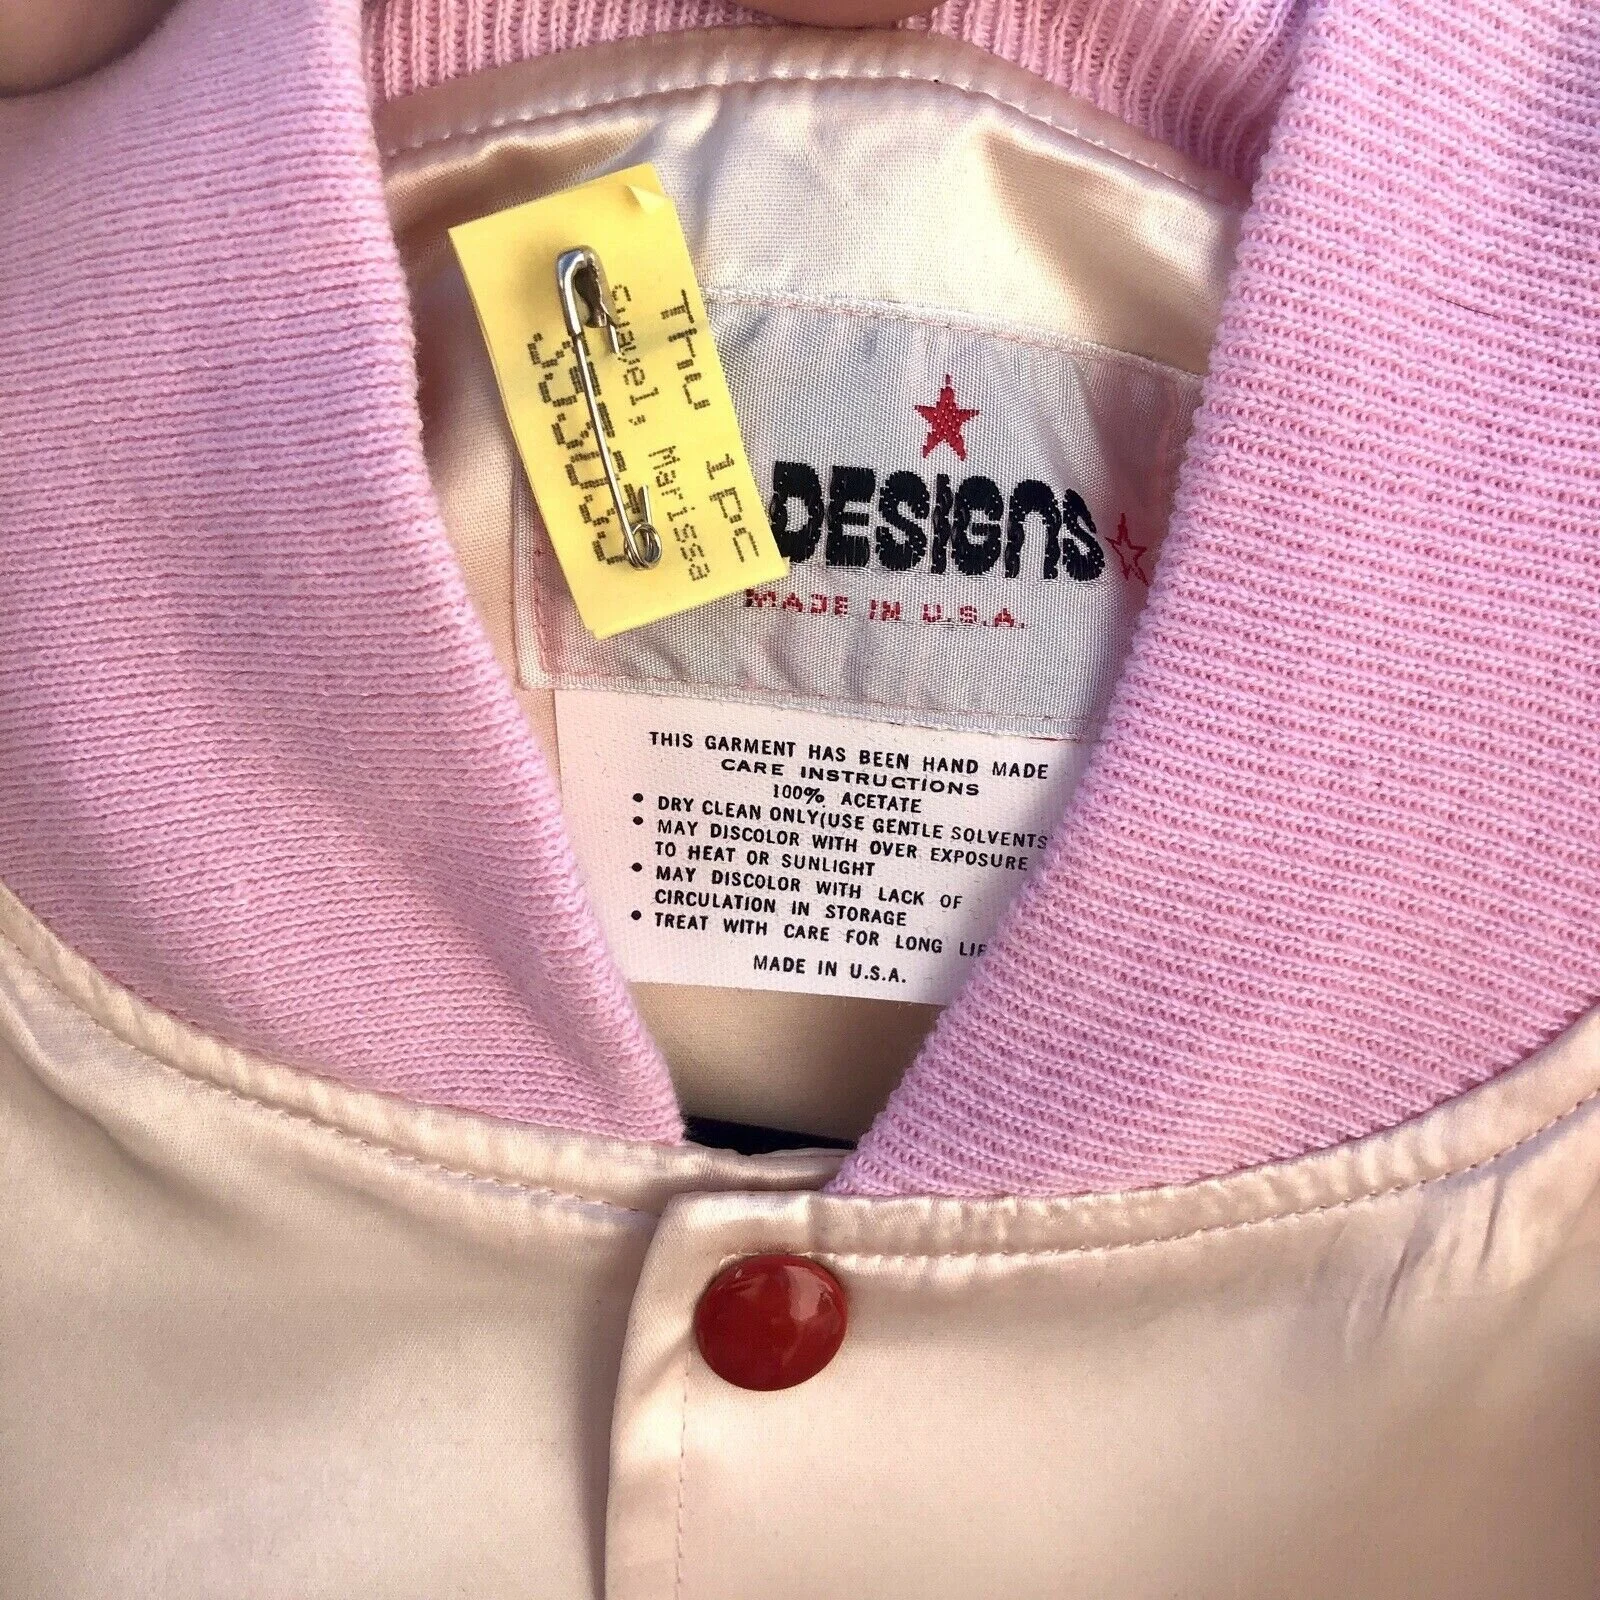 Thu 1PC
Marissa
DESIGNS
MADE IN U.S.A.
THIS GARMENT HAS BEEN HAND MADE
CARE INSTRUCTIONS
100% ACETATE
• DRY CLEAN ONLY(USE GENTLE SOLVENTS
• MAY DISCOLOR WITH OVER EXPOSURE
TO HEAT OR SUNLIGHT
• MAY DISCOLOR WITH LACK OF
CIRCULATION IN STORAGE
• TREAT WITH CARE FOR LONG LIF
MADE IN U.S.A.